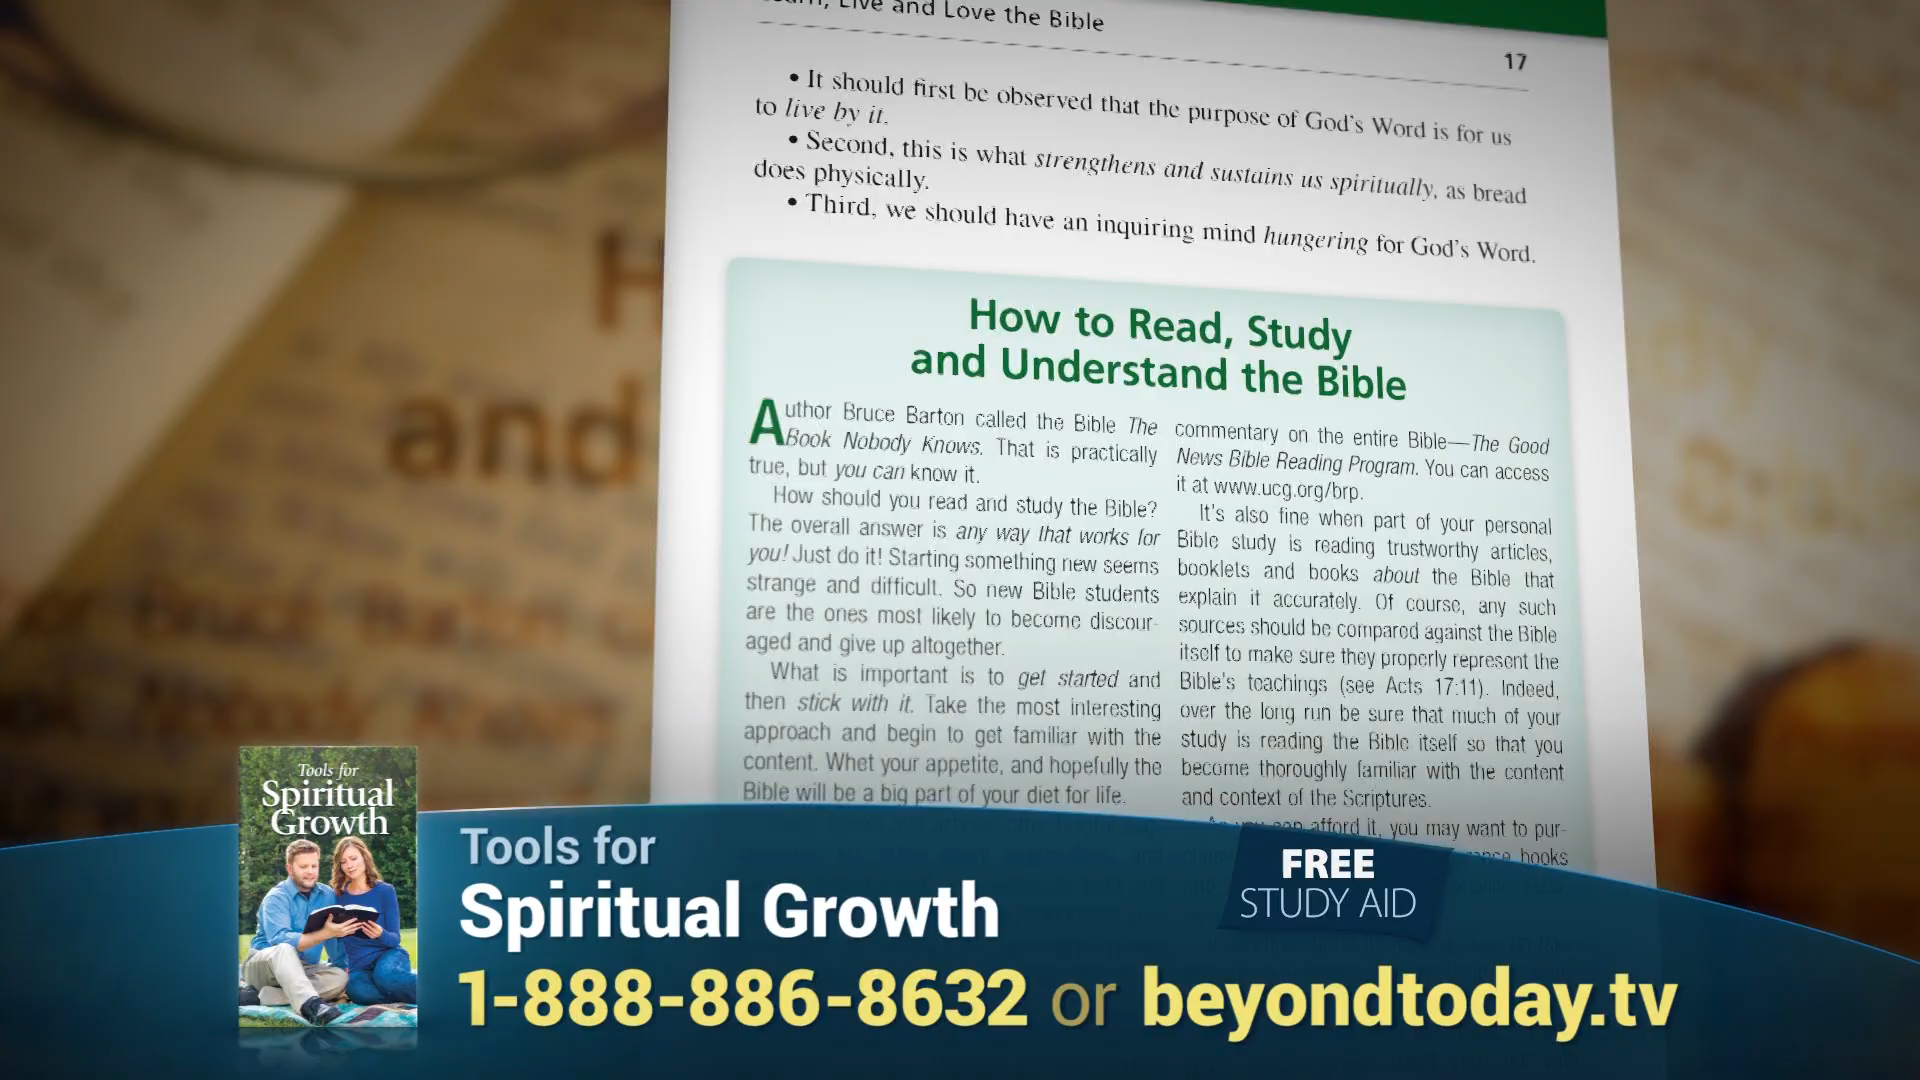 Learn, Live and Love the Bible
17
• It should first be observed that the purpose of God's Word is for us
to live by it.
• Second, this is what strengthens and sustains us spiritually, as bread
does physically.
• Third, we should have an inquiring mind hungering for God's Word.
How to Read, Study
and Understand the Bible
Author Bruce Barton called the Bible The
Book Nobody Knows. That is practically
true, but you can know it.
How should you read and study the Bible?
The overall answer is any way that works for
you! Just do it! Starting something new seems
strange and difficult. So new Bible students
are the ones most likely to become discour-
aged and give up altogether.
What is important is to get started and
then stick with it. Take the most interesting
approach and begin to get familiar with the
content. Whet your appetite, and hopefully the
Bible will be a big part of your diet for life.
commentary on the entire Bible—The Good
News Bible Reading Program. You can access
it at www.ucg.org/brp.
It's also fine when part of your personal
Bible study is reading trustworthy articles,
booklets and books about the Bible that
explain it accurately. Of course, any such
sources should be compared against the Bible
itself to make sure they properly represent the
Bible's teachings (see Acts 17:11). Indeed,
over the long run be sure that much of your
study is reading the Bible itself so that you
become thoroughly familiar with the content
and context of the Scriptures.
you can afford it, you may want to pur-
books
and
Tools for
Spiritual
Growth
Tools for
Spiritual Growth
FREE
STUDY AID
1-888-886-8632 or beyondtoday.tv